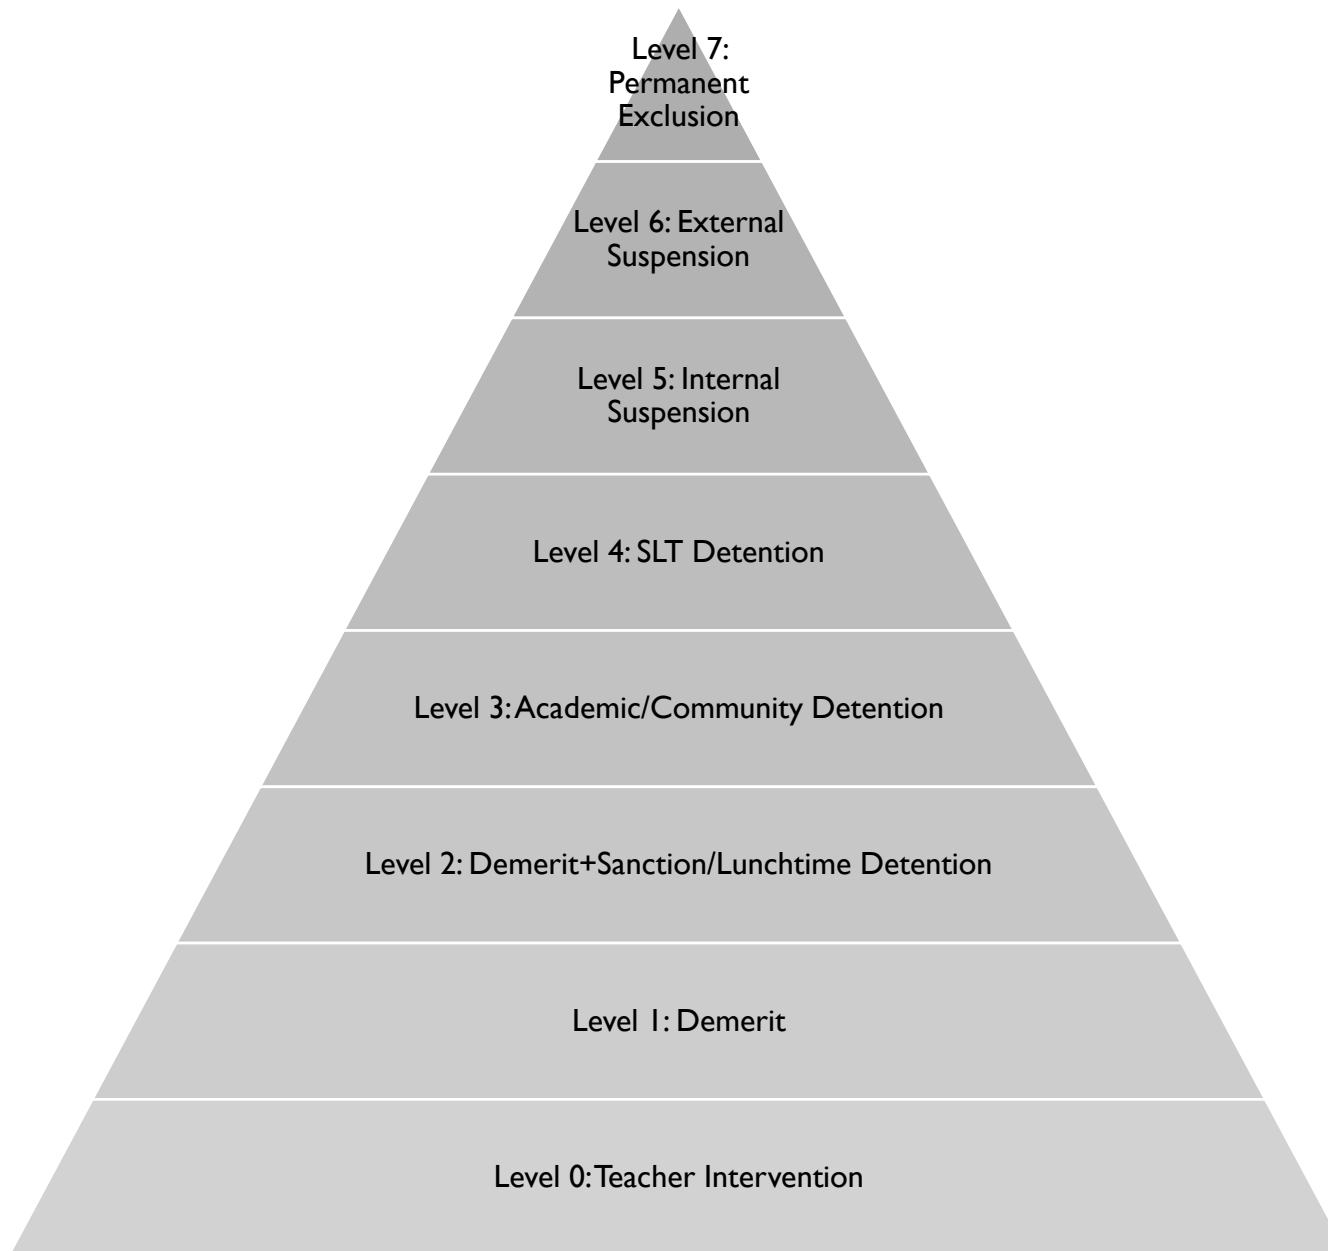 Level 7:
Permanent
Exclusion
Level 6: External
Suspension
Level 5: Internal
Suspension
Level 4: SLT Detention
Level 3: Academic/Community Detention
Level 2: Demerit+Sanction/Lunchtime Detention
Level 1: Demerit
Level 0: Teacher Intervention